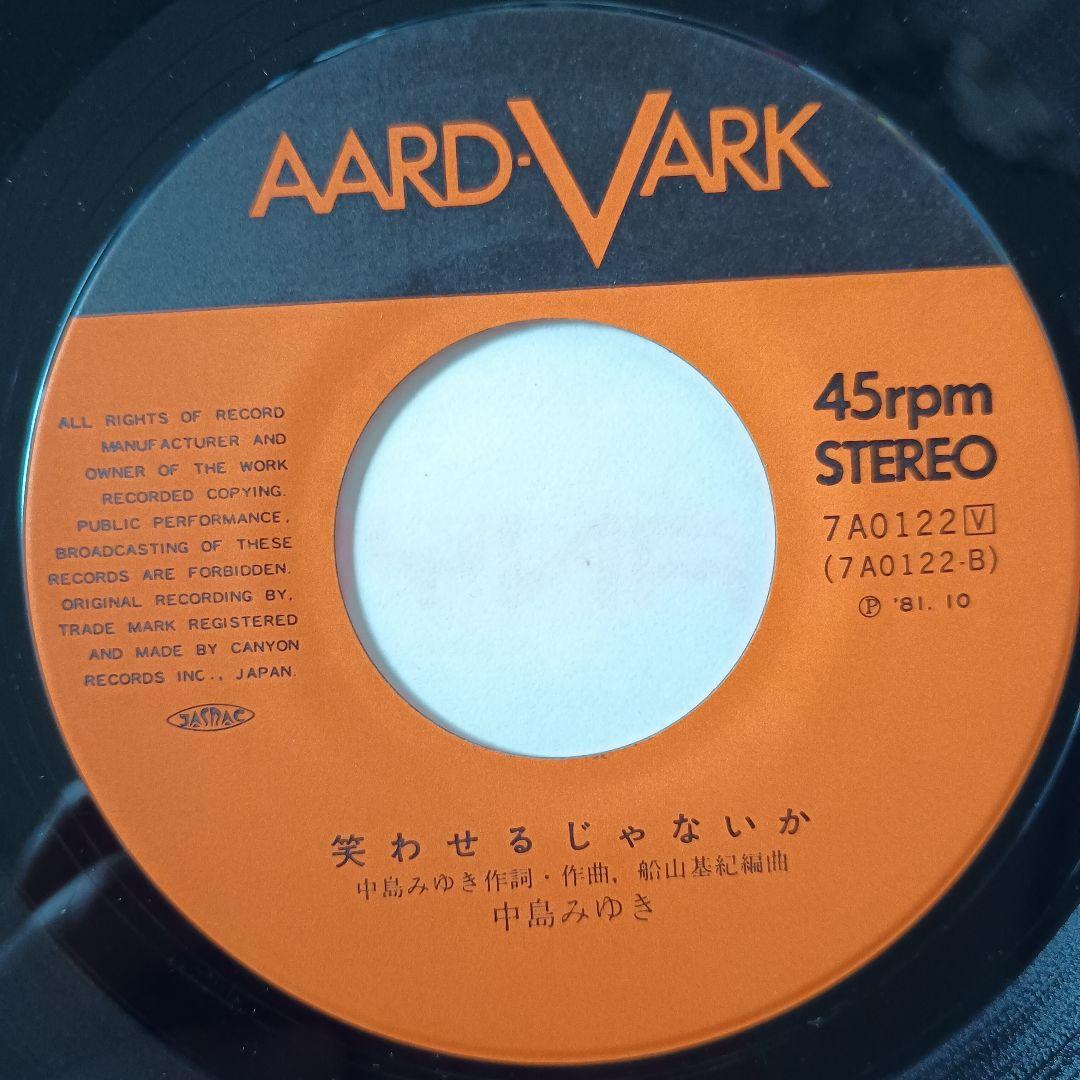 AARD-VARK
ALL RIGHTS OF RECORD
MANUFACTURER AND
OWNER OF THE WORK
RECORDED COPYING.
PUBLIC PERFORMANCE,
BROADCASTING OF THESE
RECORDS ARE FORBIDDEN.
ORIGINAL RECORDING BY,
TRADE MARK REGISTERED
AND MADE BY CANYON
RECORDS INC., JAPAN.
JASRAC
45rpm
STEREO
7A0122 V
(7A0122-B)
Ⓟ '81. 10
笑わせるじゃないか
中島みゆき作詞・作曲, 船山基紀編曲
中島みゆき